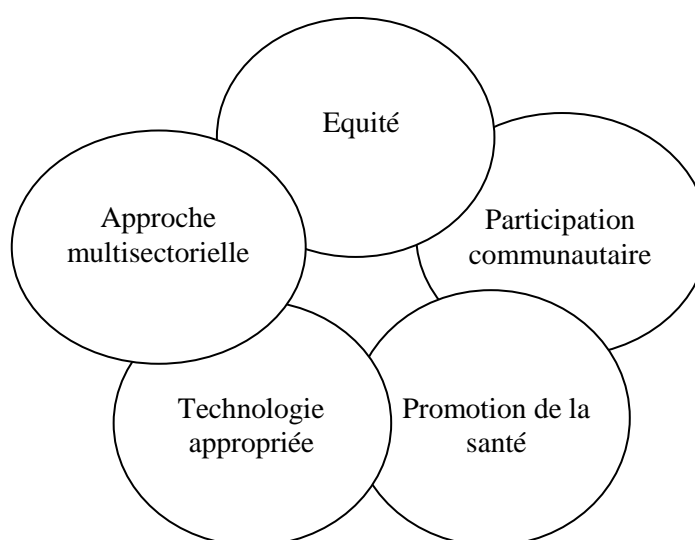 Equité
Participation
communautaire
Approche
multisectorielle
Technologie
appropriée
Promotion de la
santé